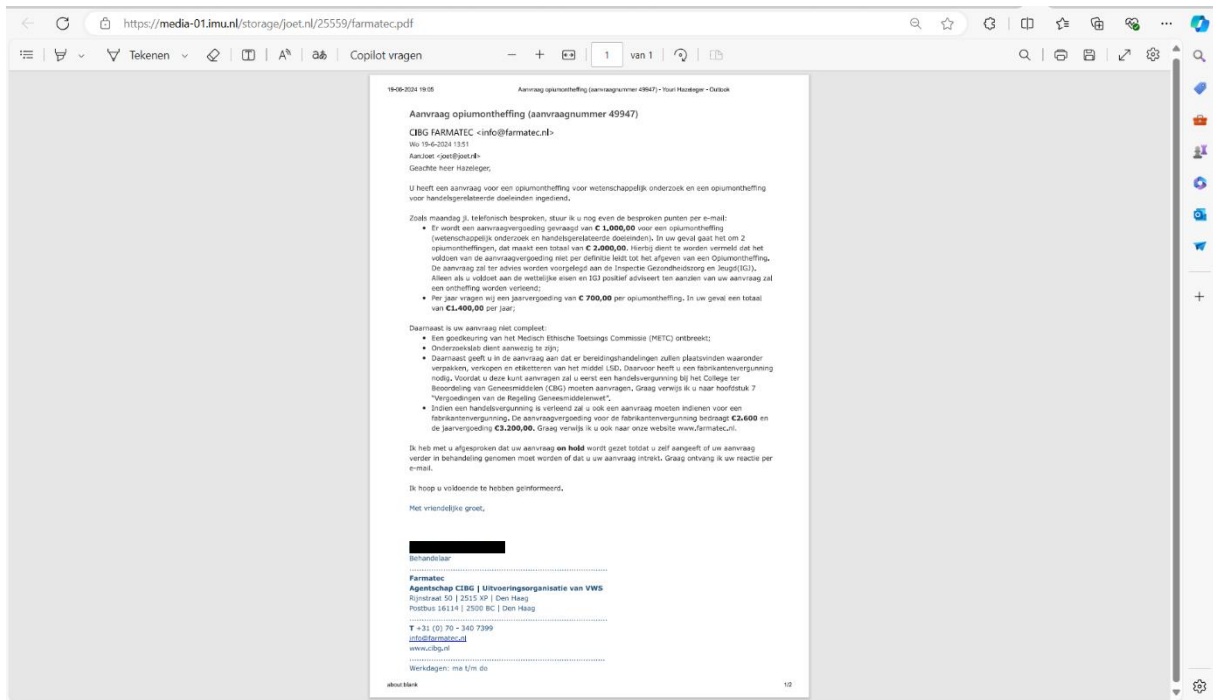 https://media-01.imu.nl/storage/joet.nl/25559/farmatec.pdf
Tekenen
Copilot vragen
1 van 1
19-06-2024 19:05 Aanvraag opiumontheffing (aanvraagnummer 49947) - Youri Hazeleger - Outlook
Aanvraag opiumontheffing (aanvraagnummer 49947)
CIBG FARMATEC <info@farmatec.nl>
Wo 19-6-2024 13:51
Aan:Joet <joet@joet.nl>
Geachte heer Hazeleger,
U heeft een aanvraag voor een opiumontheffing voor wetenschappelijk onderzoek en een opiumontheffing
voor handelsgerelateerde doeleinden ingediend.
Zoals maandag jl. telefonisch besproken, stuur ik u nog even de besproken punten per e-mail:
• Er wordt een aanvraagvergoeding gevraagd van € 1.000,00 voor een opiumontheffing
(wetenschappelijk onderzoek en handelsgerelateerde doeleinden). In uw geval gaat het om 2
opiumontheffingen, dat maakt een totaal van € 2.000,00. Hierbij dient te worden vermeld dat het
voldoen van de aanvraagvergoeding niet per definitie leidt tot het afgeven van een Opiumontheffing.
De aanvraag zal ter advies worden voorgelegd aan de Inspectie Gezondheidszorg en Jeugd(IGJ).
Alleen als u voldoet aan de wettelijke eisen en IGJ positief adviseert ten aanzien van uw aanvraag zal
een ontheffing worden verleend;
• Per jaar vragen wij een jaarvergoeding van € 700,00 per opiumontheffing. In uw geval een totaal
van €1.400,00 per jaar;
Daarnaast is uw aanvraag niet compleet:
• Een goedkeuring van het Medisch Ethische Toetsings Commissie (METC) ontbreekt;
• Onderzoekslab dient aanwezig te zijn;
• Daarnaast geeft u in de aanvraag aan dat er bereidingshandelingen zullen plaatsvinden waaronder
verpakken, verkopen en etiketteren van het middel LSD. Daarvoor heeft u een fabrikantenvergunning
nodig. Voordat u deze kunt aanvragen zal u eerst een handelsvergunning bij het College ter
Beoordeling van Geneesmiddelen (CBG) moeten aanvragen. Graag verwijs ik u naar hoofdstuk 7
"Vergoedingen van de Regeling Geneesmiddelenwet".
• Indien een handelsvergunning is verleend zal u ook een aanvraag moeten indienen voor een
fabrikantenvergunning. De aanvraagvergoeding voor de fabrikantenvergunning bedraagt €2.600 en
de jaarvergoeding €3.200,00. Graag verwijs ik u ook naar onze website www.farmatec.nl.
Ik heb met u afgesproken dat uw aanvraag on hold wordt gezet totdat u zelf aangeeft of uw aanvraag
verder in behandeling genomen moet worden of dat u uw aanvraag intrekt. Graag ontvang ik uw reactie per
e-mail.
Ik hoop u voldoende te hebben geïnformeerd.
Met vriendelijke groet,
Behandelaar
Farmatec
Agentschap CIBG | Uitvoeringsorganisatie van VWS
Rijnstraat 50 | 2515 XP | Den Haag
Postbus 16114 | 2500 BC | Den Haag
T +31 (0) 70 - 340 7399
info@farmatec.nl
www.cibg.nl
Werkdagen: ma t/m do
about:blank 1/2